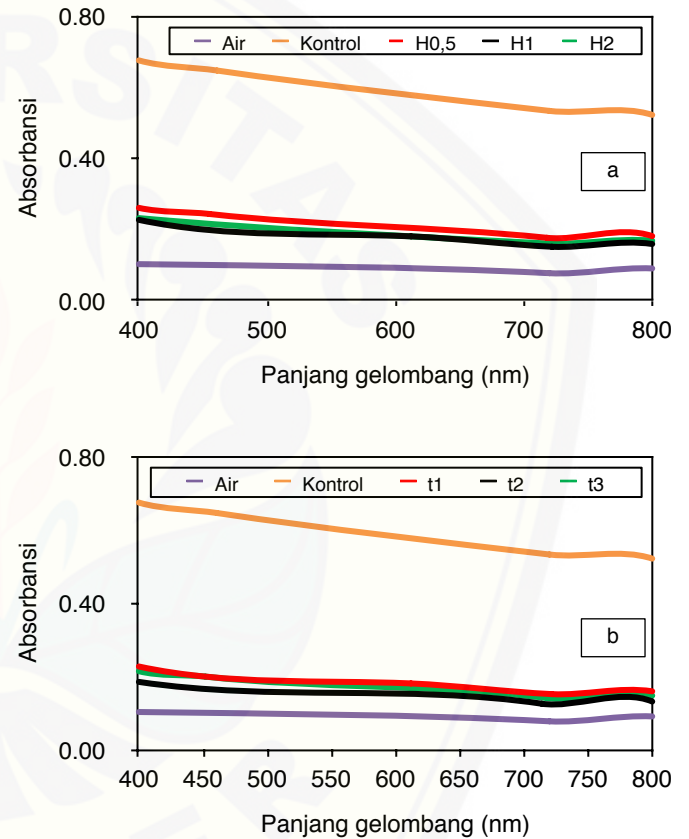 0.80
Air Kontrol H0,5 H1 H2
Absorbansi
0.40
a
0.00
400 500 600 700 800
Panjang gelombang (nm)
0.80
Air Kontrol t1 t2 t3
Absorbansi
0.40
b
0.00
400 450 500 550 600 650 700 750 800
Panjang gelombang (nm)